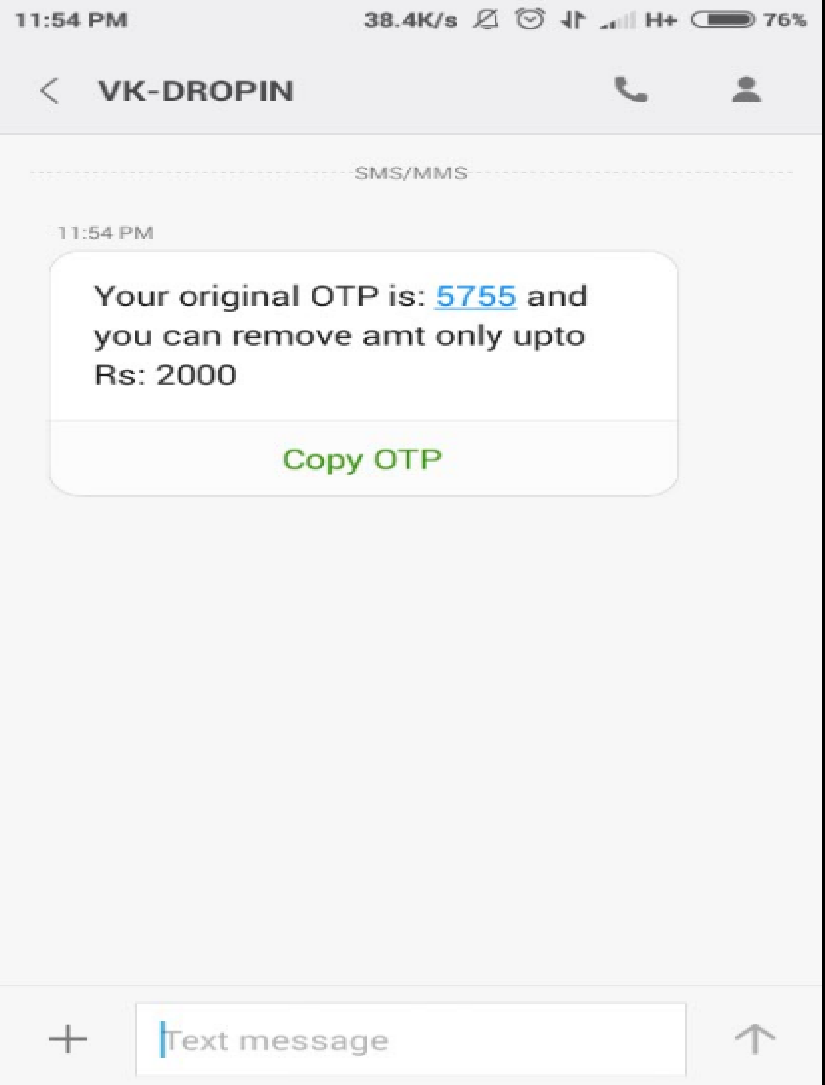 11:54 PM 38.4K/s H+ 76%
VK-DROPIN
SMS/MMS
11:54 PM
Your original OTP is: 5755 and
you can remove amt only upto
Rs: 2000
Copy OTP
Text message